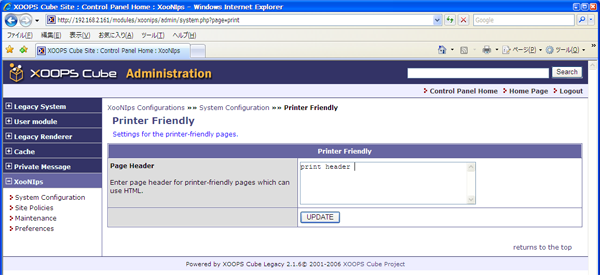 XOOPS Cube Site : Control Panel Home : XooNIps - Windows Internet Explorer
http://192.168.2.161/modules/xoonips/admin/system.php?page=print
Google
ファイル(F) 編集(E) 表示(V) お気に入り(A) ツール(T) ヘルプ(H)
XOOPS Cube Site : Control Panel Home : XooNIps
ページ(P) ツール(O)
XOOPS CUBE Administration
Search
Control Panel Home Home Page Logout
Legacy System
User module
Legacy Renderer
Cache
Private Message
XooNIps
System Configuration
Site Policies
Maintenance
Preferences
XooNIps Configurations »» System Configuration »» Printer Friendly
Printer Friendly
Settings for the printer-friendly pages.
Printer Friendly
Page Header
Enter page header for printer-friendly pages which can
use HTML.
print header
UPDATE
returns to the top
Powered by XOOPS Cube Legacy 2.1.6© 2001-2006 XOOPS Cube Project